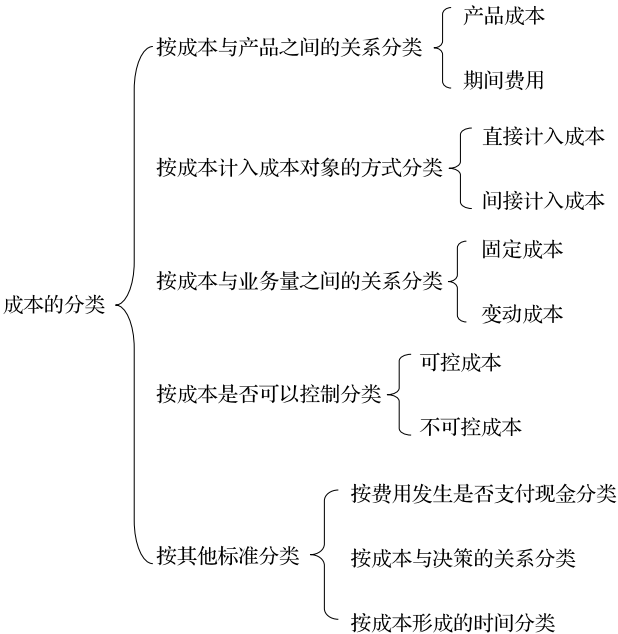 成本的分类
按成本与产品之间的关系分类
产品成本
期间费用
按成本计入成本对象的方式分类
直接计入成本
间接计入成本
按成本与业务量之间的关系分类
固定成本
变动成本
按成本是否可以控制分类
可控成本
不可控成本
按其他标准分类
按费用发生是否支付现金分类
按成本与决策的关系分类
按成本形成的时间分类